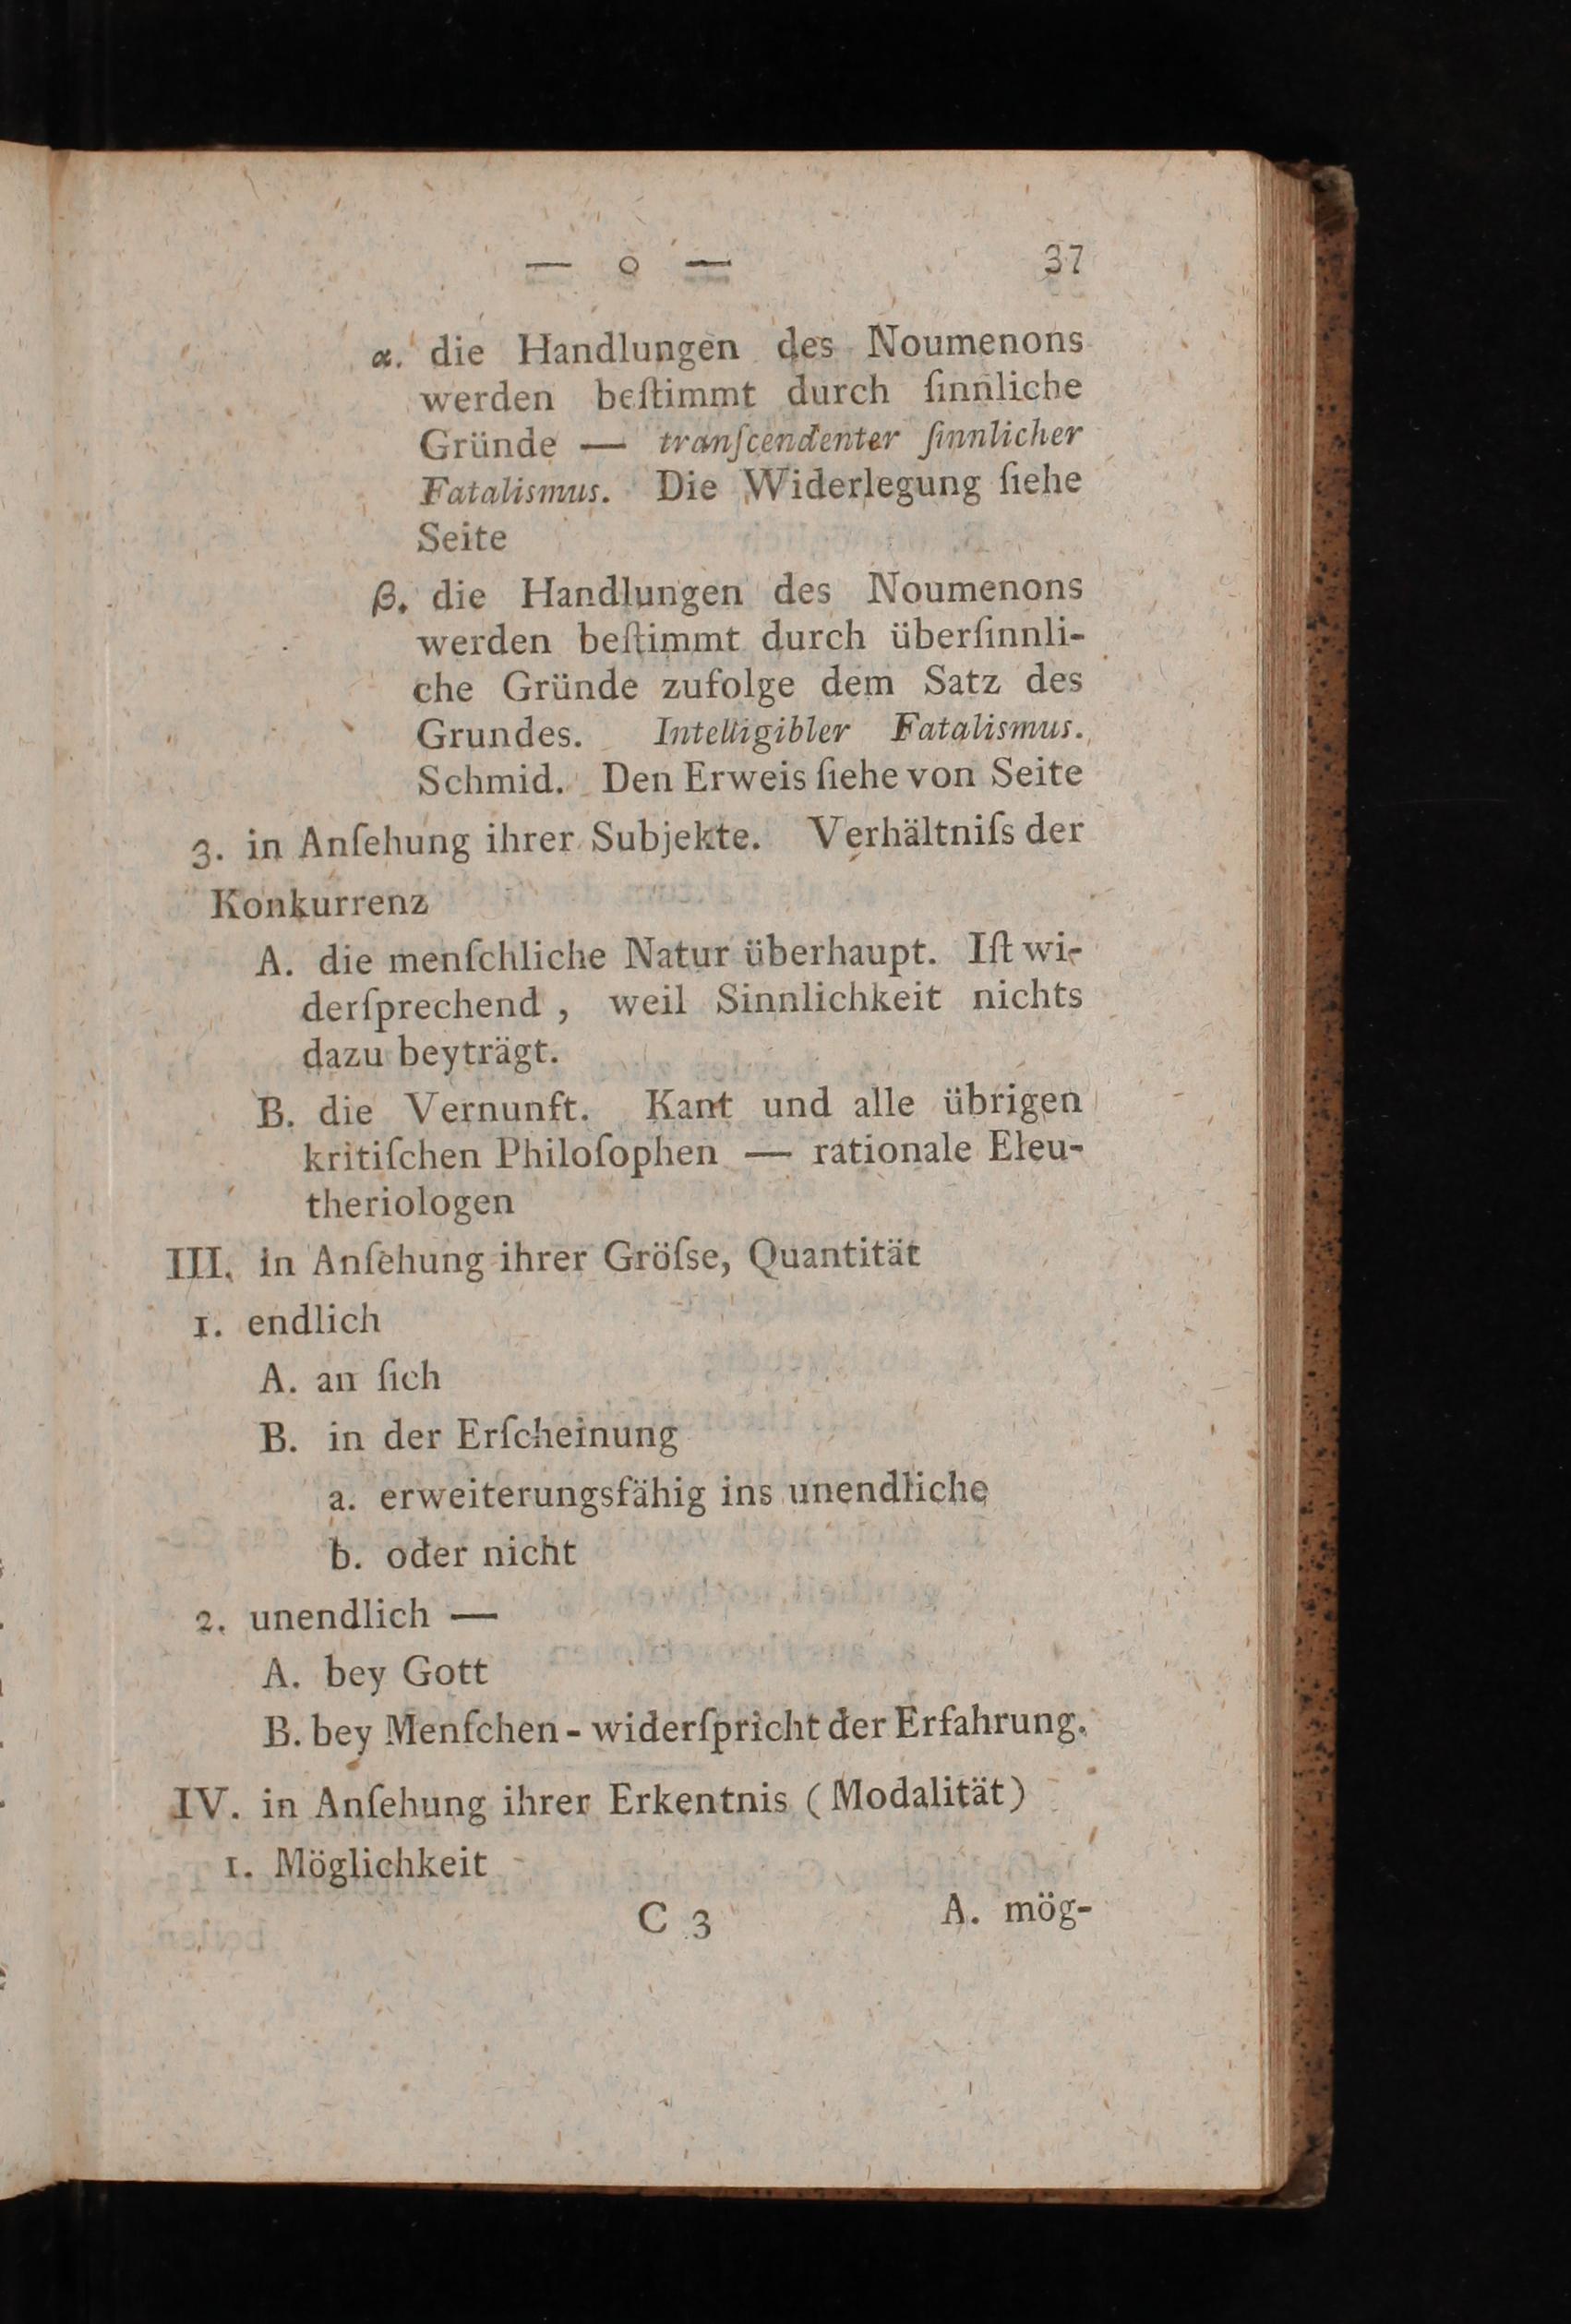 — o — 37
α. die Handlungen des Noumenons
werden beſtimmt durch ſinnliche
Gründe — tranſcendenter ſinnlicher
Fatalismus. Die Widerlegung ſiehe
Seite
β. die Handlungen des Noumenons
werden beſtimmt durch überſinnli-
che Gründe zufolge dem Satz des
Grundes. Intelligibler Fatalismus.
Schmid. Den Erweis ſiehe von Seite
3. in Anſehung ihrer Subjekte. Verhältniſs der
Konkurrenz
A. die menſchliche Natur überhaupt. Iſt wi-
derſprechend , weil Sinnlichkeit nichts
dazu beyträgt.
B. die Vernunft. Kant und alle übrigen
kritiſchen Philoſophen — rationale Eleu-
theriologen
III. in Anſehung ihrer Gröſse, Quantität
1. endlich
A. an ſich
B. in der Erſcheinung
a. erweiterungsfähig ins unendliche
b. oder nicht
2. unendlich —
A. bey Gott
B. bey Menſchen - widerſpricht der Erfahrung.
IV. in Anſehung ihrer Erkentnis (Modalität)
1. Möglichkeit
C 3 A. mög-